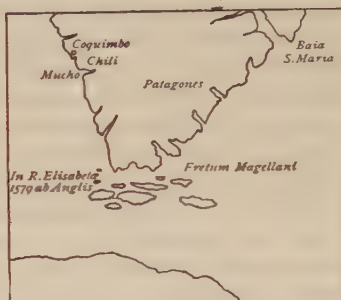 Coquimbo
Chili
Mucho
Baia
S. Maria
Patagones
In R. Elisabeta
1579 ab Anglis
Fretum Magellani